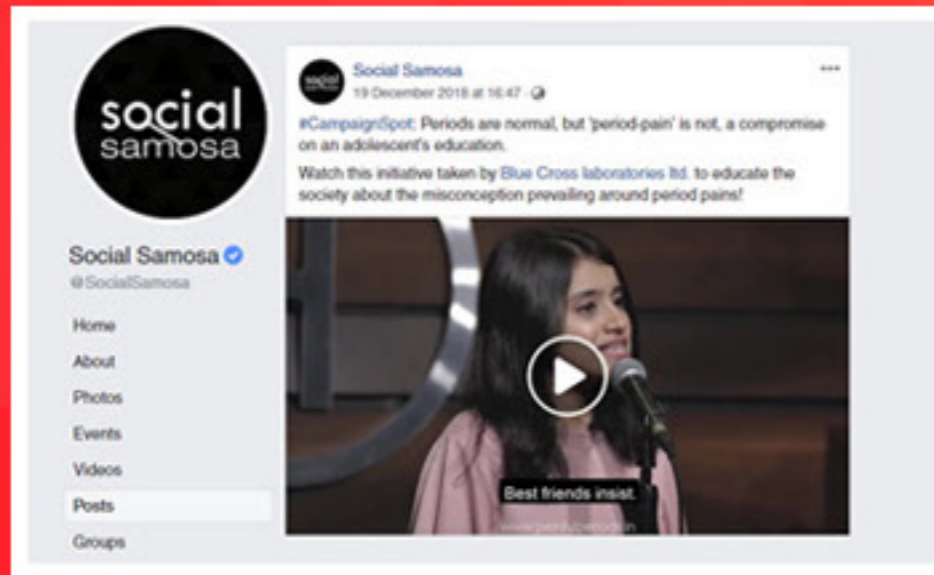 social
samosa
Social Samosa
@SocialSamosa
Home
About
Photos
Events
Videos
Posts
Groups
social
Social Samosa
19 December 2018 at 16:47
#CampaignSpot: Periods are normal, but 'period-pain' is not, a compromise
on an adolescent's education.
Watch this initiative taken by Blue Cross laboratories ltd. to educate the
society about the misconception prevailing around period pains!
Best friends insist.